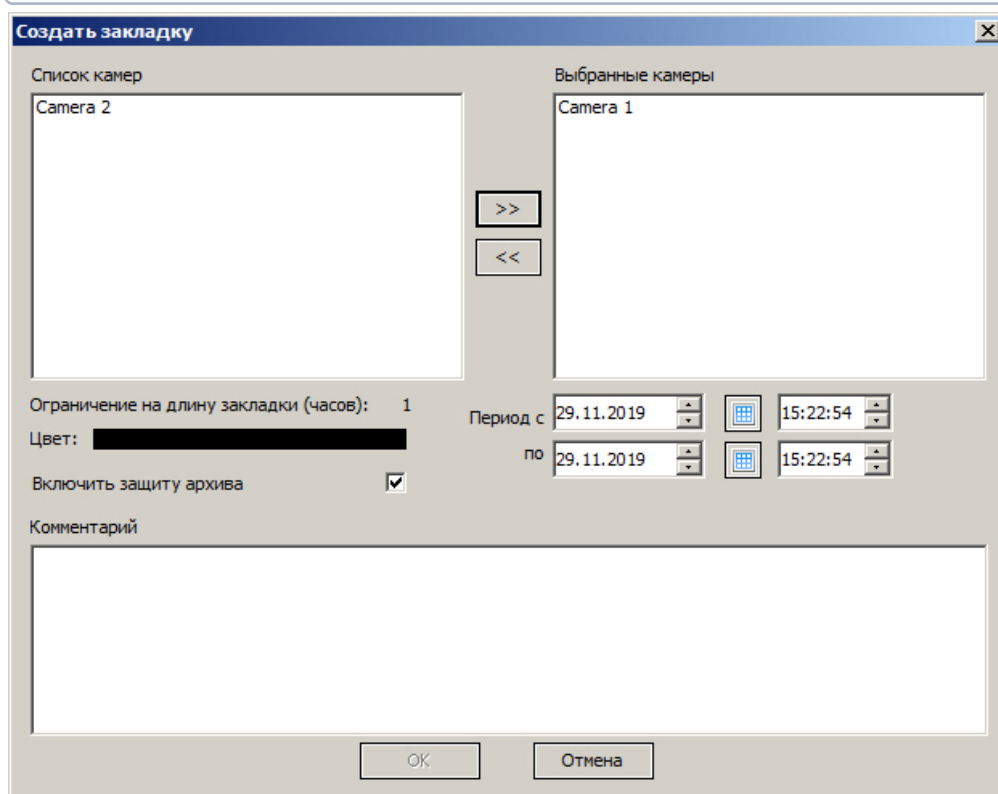 Создать закладку
Список камер
Выбранные камеры
Camera 2
Camera 1
>>
<<
Ограничение на длину закладки (часов): 1
Период с 29.11.2019 15:22:54
Цвет:
по 29.11.2019 15:22:54
Включить защиту архива
Комментарий
OK
Отмена